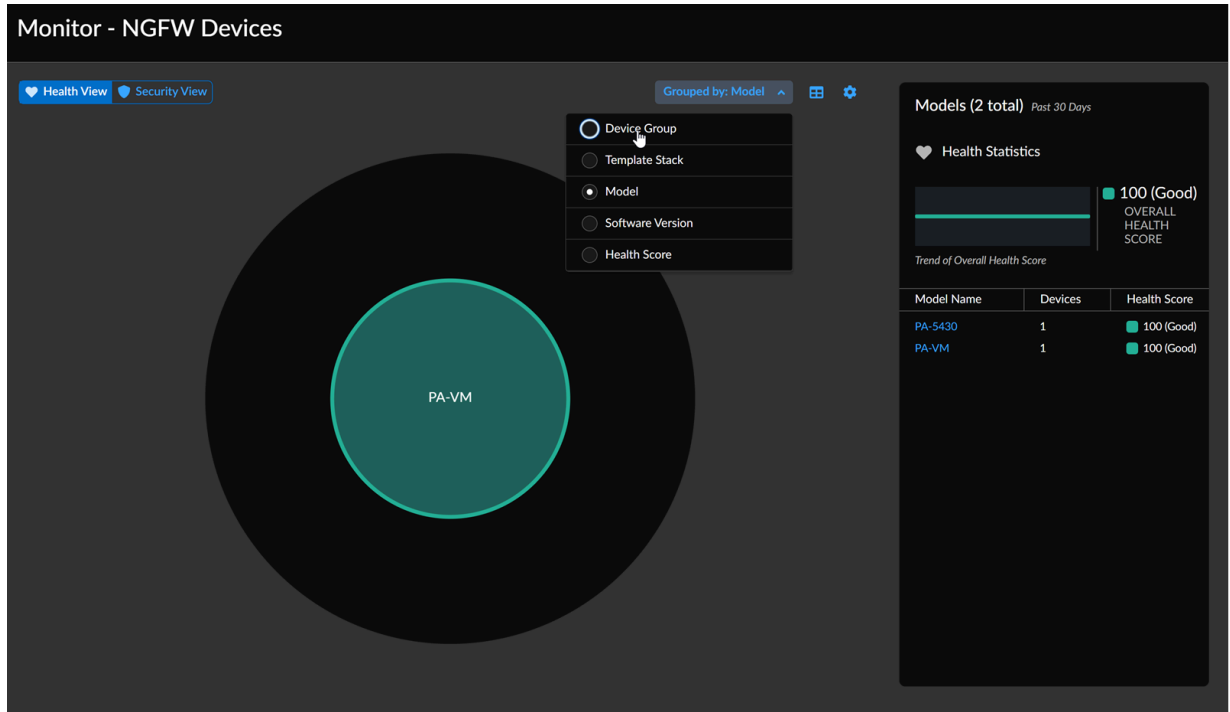 Monitor - NGFW Devices
Health View
Security View
Grouped by: Model
Device Group
Template Stack
Model
Software Version
Health Score
PA-VM
Models (2 total) Past 30 Days
Health Statistics
100 (Good)
OVERALL
HEALTH
SCORE
Trend of Overall Health Score
Model Name Devices Health Score
PA-5430 1 100 (Good)
PA-VM 1 100 (Good)